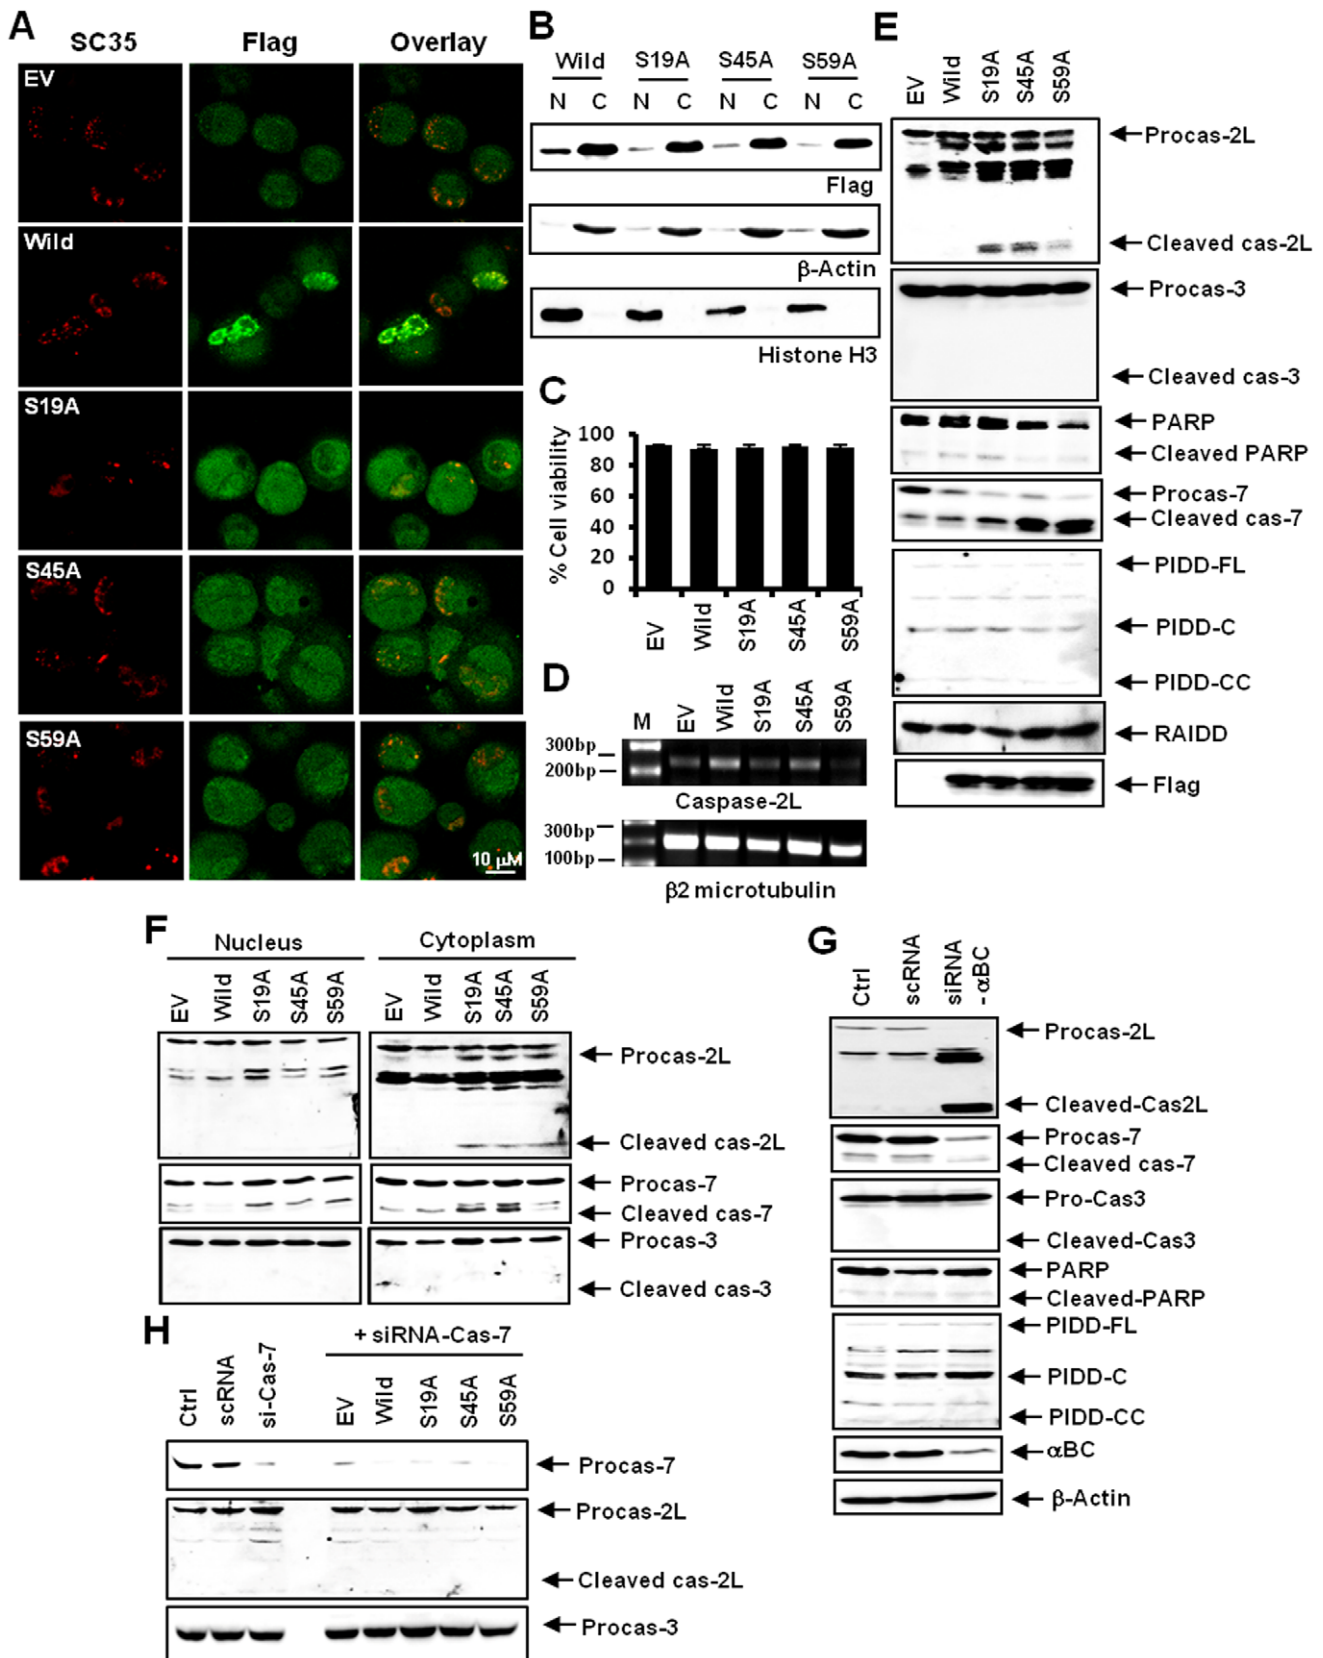 A
SC35 Flag Overlay
EV
Wild
S19A
S45A
S59A
10 µM
B
Wild S19A S45A S59A
N C N C N C N C
Flag
β-Actin
Histone H3
C
% Cell viability
100
80
60
40
20
0
EV Wild S19A S45A S59A
D
M EV Wild S19A S45A S59A
300bp
200bp
Caspase-2L
300bp
100bp
β2 microtubulin
E
EV Wild S19A S45A S59A
Procas-2L
Cleaved cas-2L
Procas-3
Cleaved cas-3
PARP
Cleaved PARP
Procas-7
Cleaved cas-7
PIDD-FL
PIDD-C
PIDD-CC
RAIDD
Flag
F
Nucleus Cytoplasm
EV Wild S19A S45A S59A EV Wild S19A S45A S59A
Procas-2L
Cleaved cas-2L
Procas-7
Cleaved cas-7
Procas-3
Cleaved cas-3
G
Ctrl scRNA siRNA
-αBC
Procas-2L
Cleaved-Cas2L
Procas-7
Cleaved cas-7
Pro-Cas3
Cleaved-Cas3
PARP
Cleaved-PARP
PIDD-FL
PIDD-C
PIDD-CC
αBC
β-Actin
H
+ siRNA-Cas-7
Ctrl scRNA si-Cas-7 EV Wild S19A S45A S59A
Procas-7
Procas-2L
Cleaved cas-2L
Procas-3